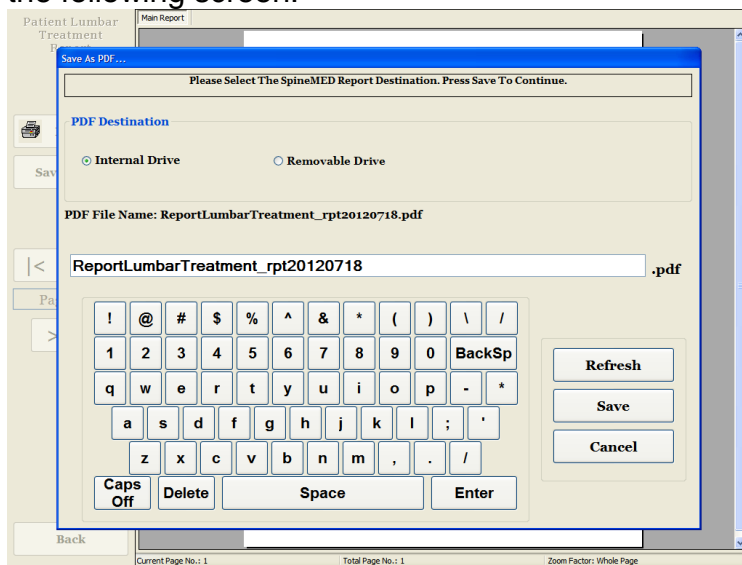 the following screen.
Patient Lumbar
Treatment
Main Report
Save As PDF...
Please Select The SpineMED Report Destination. Press Save To Continue.
PDF Destination
Internal Drive Removable Drive
Sav
PDF File Name: ReportLumbarTreatment_rpt20120718.pdf
ReportLumbarTreatment_rpt20120718 .pdf
|<
Pa
>
! @ # $ % ^ & * ( ) \ /
1 2 3 4 5 6 7 8 9 0 BackSp
q w e r t y u i o p - *
a s d f g h j k l ; '
z x c v b n m , . /
Caps Off Delete Space Enter
Refresh
Save
Cancel
Back
Current Page No.: 1 Total Page No.: 1 Zoom Factor: Whole Page